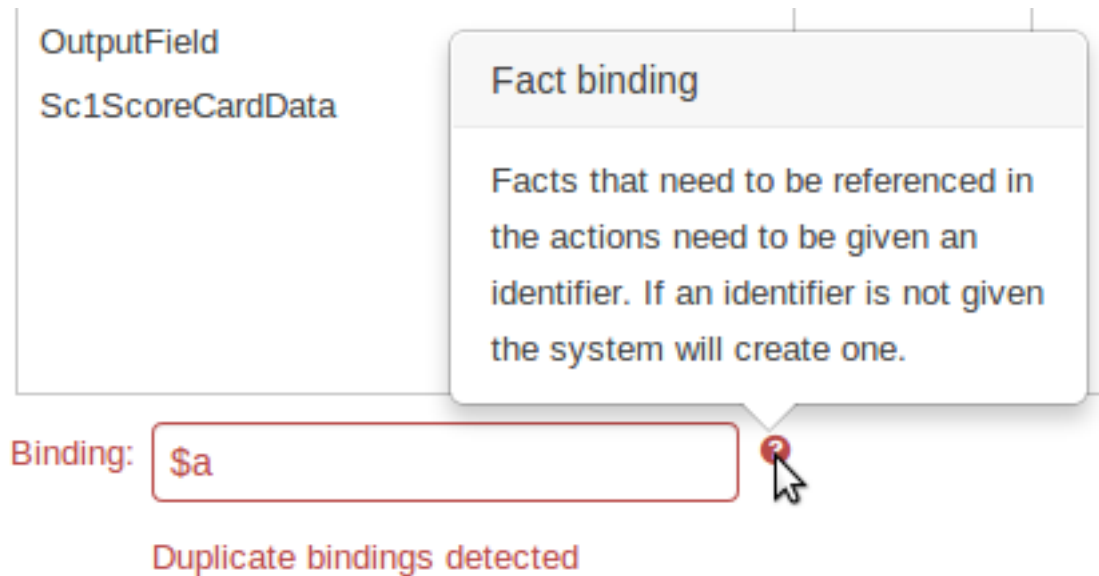 OutputField
Sc1ScoreCardData
Fact binding
Facts that need to be referenced in
the actions need to be given an
identifier. If an identifier is not given
the system will create one.
Binding: $a
Duplicate bindings detected